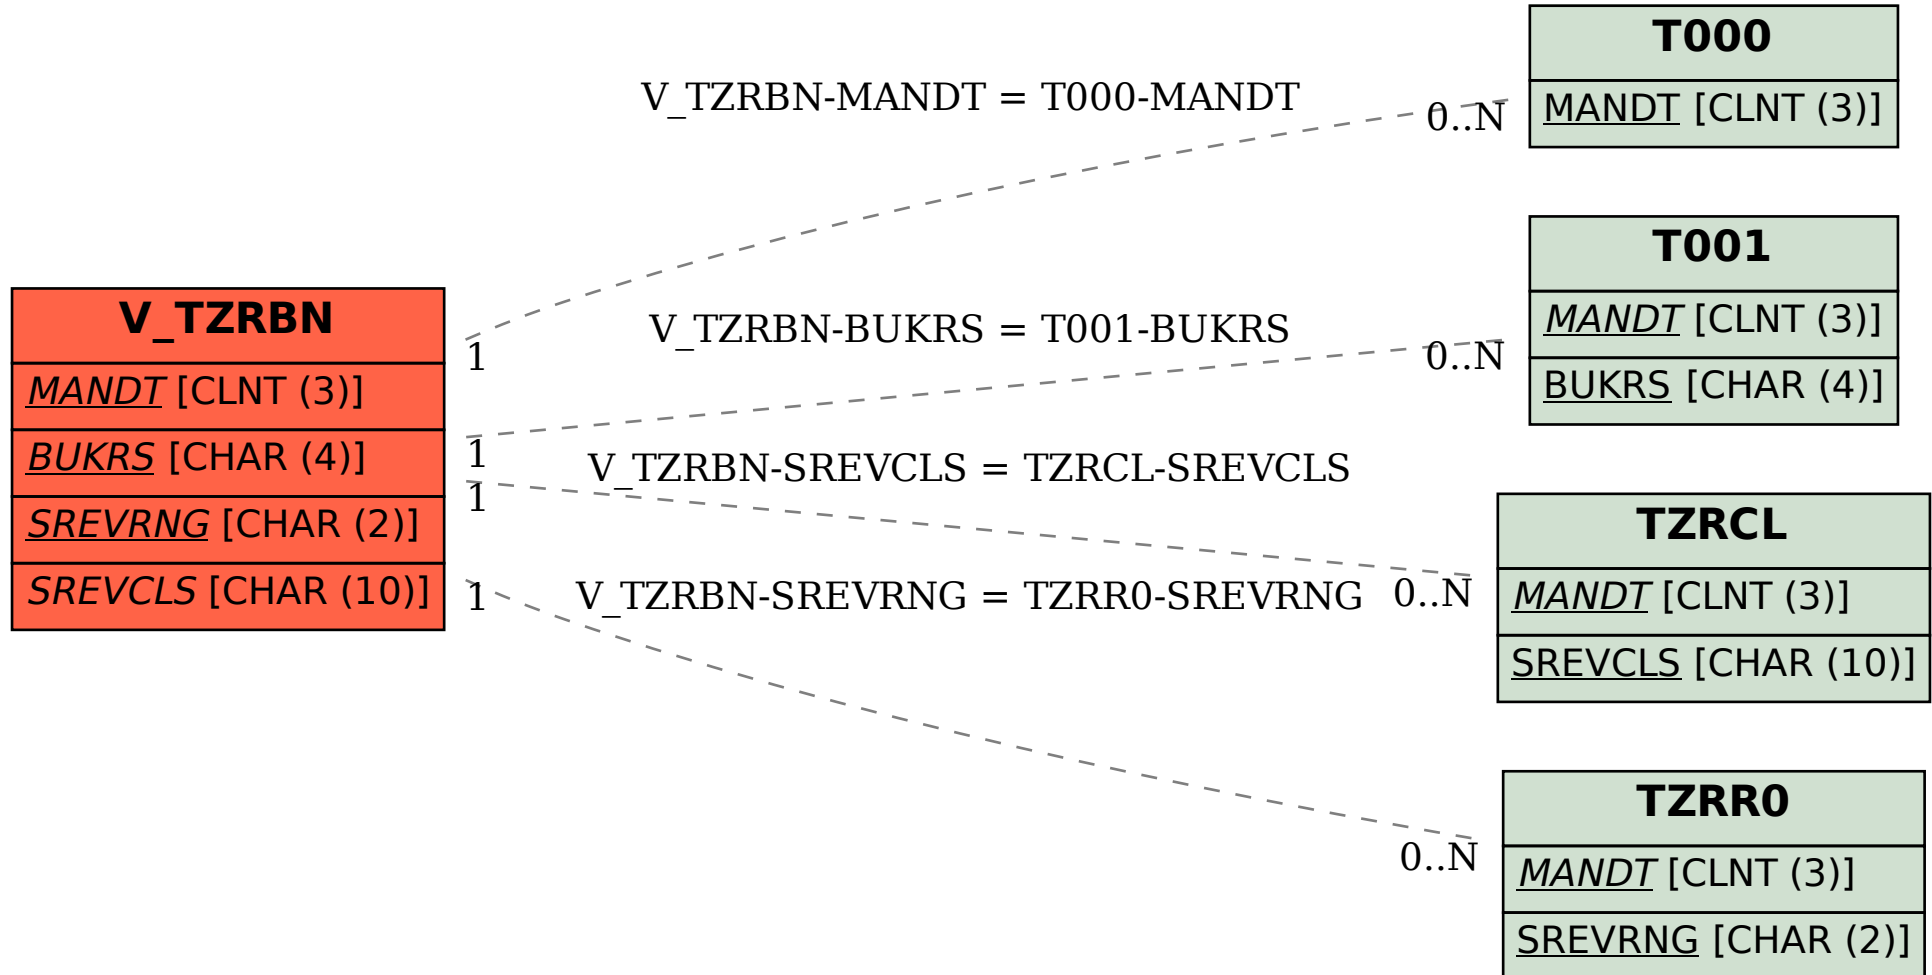 V_TZRBN
MANDT [CLNT (3)]
BUKRS [CHAR (4)]
SREVRNG [CHAR (2)]
SREVCLS [CHAR (10)]
V_TZRBN-MANDT = T000-MANDT
1
0..N
V_TZRBN-BUKRS = T001-BUKRS
1
0..N
V_TZRBN-SREVCLS = TZRCL-SREVCLS
1
0..N
V_TZRBN-SREVRNG = TZRR0-SREVRNG
1
0..N
T000
MANDT [CLNT (3)]
T001
MANDT [CLNT (3)]
BUKRS [CHAR (4)]
TZRCL
MANDT [CLNT (3)]
SREVCLS [CHAR (10)]
TZRR0
MANDT [CLNT (3)]
SREVRNG [CHAR (2)]